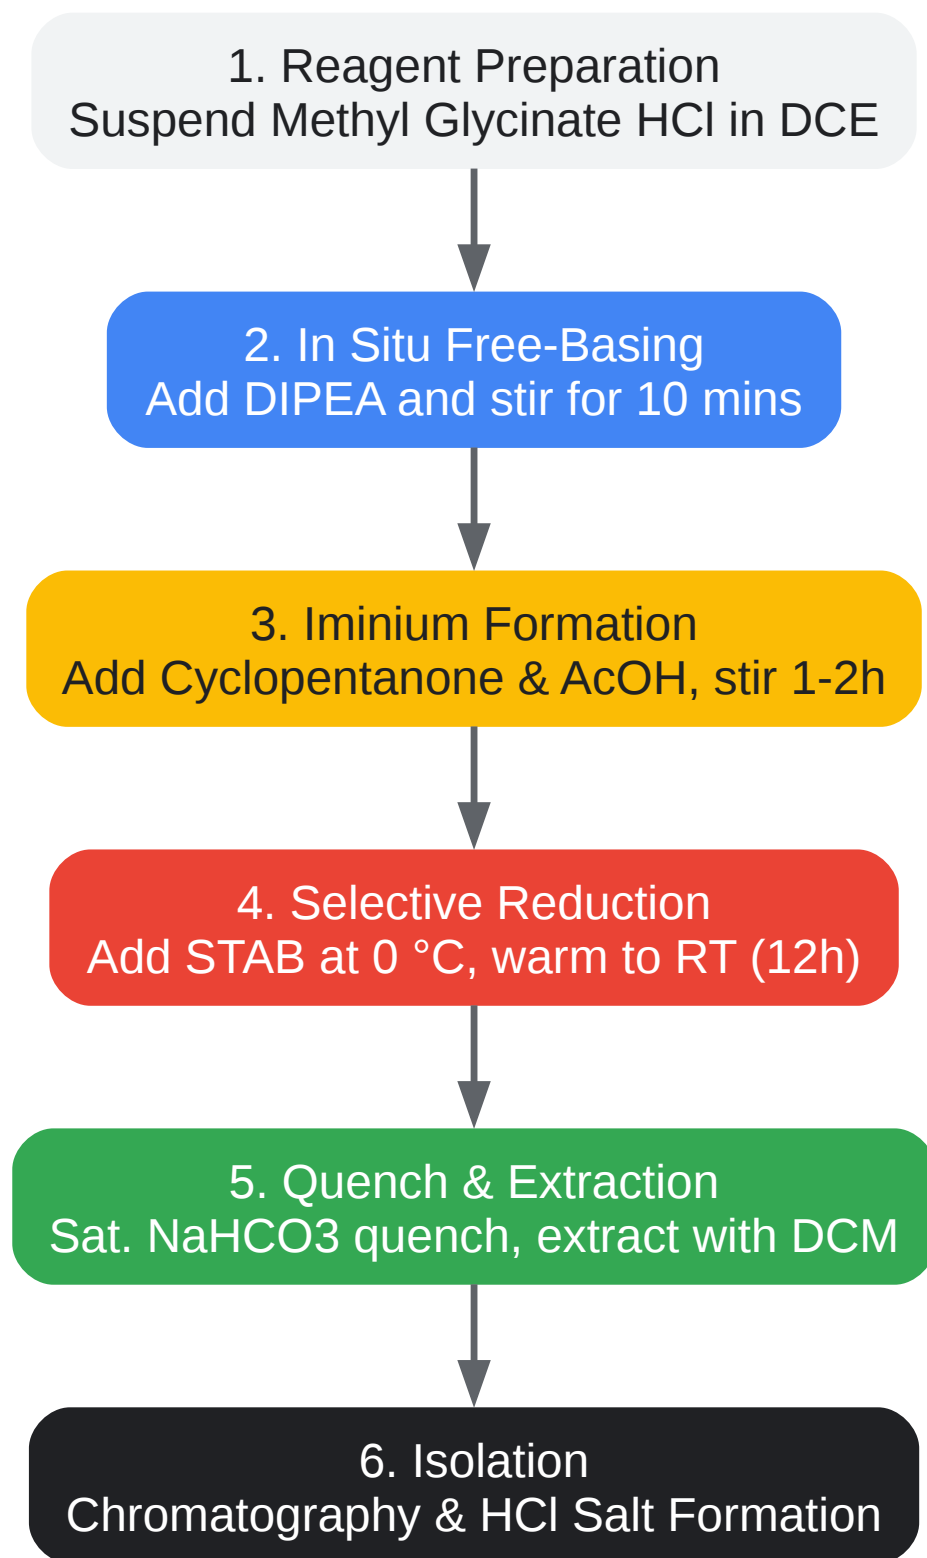 1. Reagent Preparation
Suspend Methyl Glycinate HCl in DCE
2. In Situ Free-Basing
Add DIPEA and stir for 10 mins
3. Iminium Formation
Add Cyclopentanone & AcOH, stir 1-2h
4. Selective Reduction
Add STAB at 0 °C, warm to RT (12h)
5. Quench & Extraction
Sat. NaHCO3 quench, extract with DCM
6. Isolation
Chromatography & HCl Salt Formation